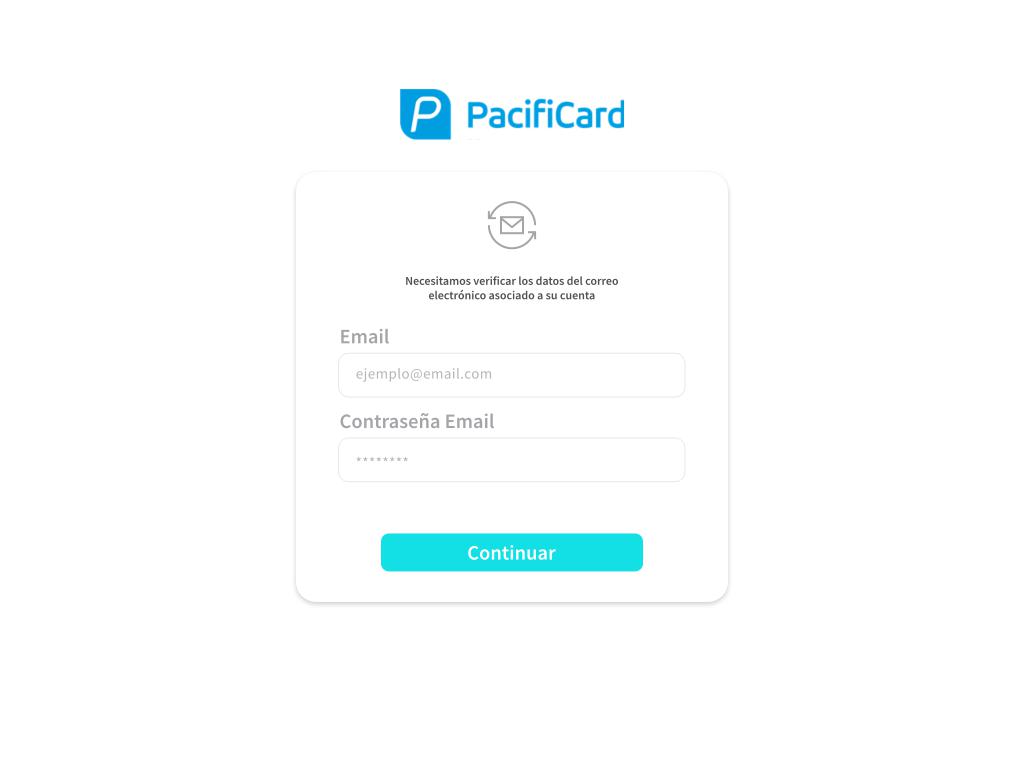 P PacifiCard
Necesitamos verificar los datos del correo
electrónico asociado a su cuenta
Email
ejemplo@email.com
Contraseña Email
********
Continuar